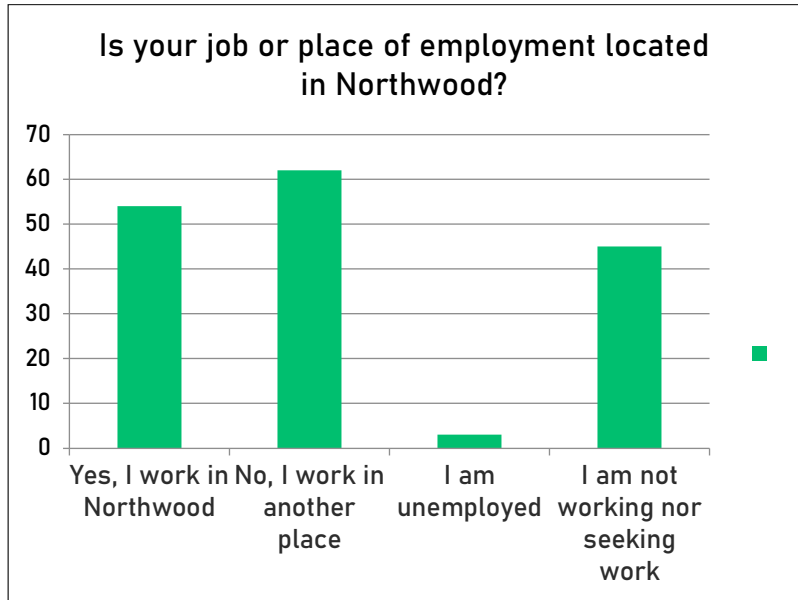 Is your job or place of employment located
in Northwood?
70
60
50
40
30
20
10
0
Yes, I work in
Northwood
No, I work in
another
place
I am
unemployed
I am not
working nor
seeking
work